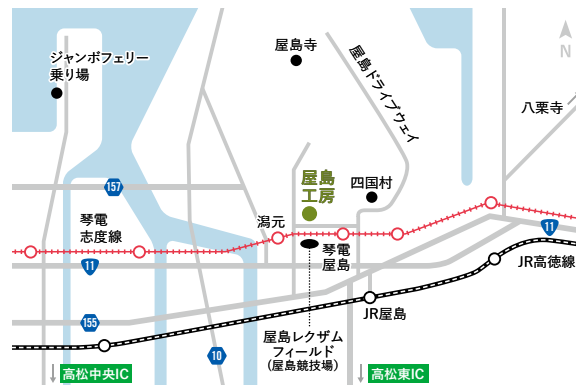 屋島寺
ジャンボフェリー
乗り場
屋島ドライブウェイ
N
八栗寺
屋島
工房
四国村
157
琴電
志度線
潟元
琴電
屋島
11
11
JR高徳線
155
JR屋島
屋島レクザム
フィールド
(屋島競技場)
10
高松中央IC
高松東IC